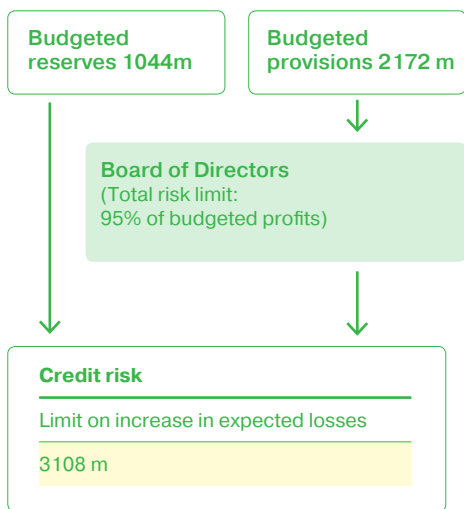 Budgeted
reserves 1044m
Budgeted
provisions 2172 m
Board of Directors
(Total risk limit:
95% of budgeted profits)
Credit risk
Limit on increase in expected losses
3108 m